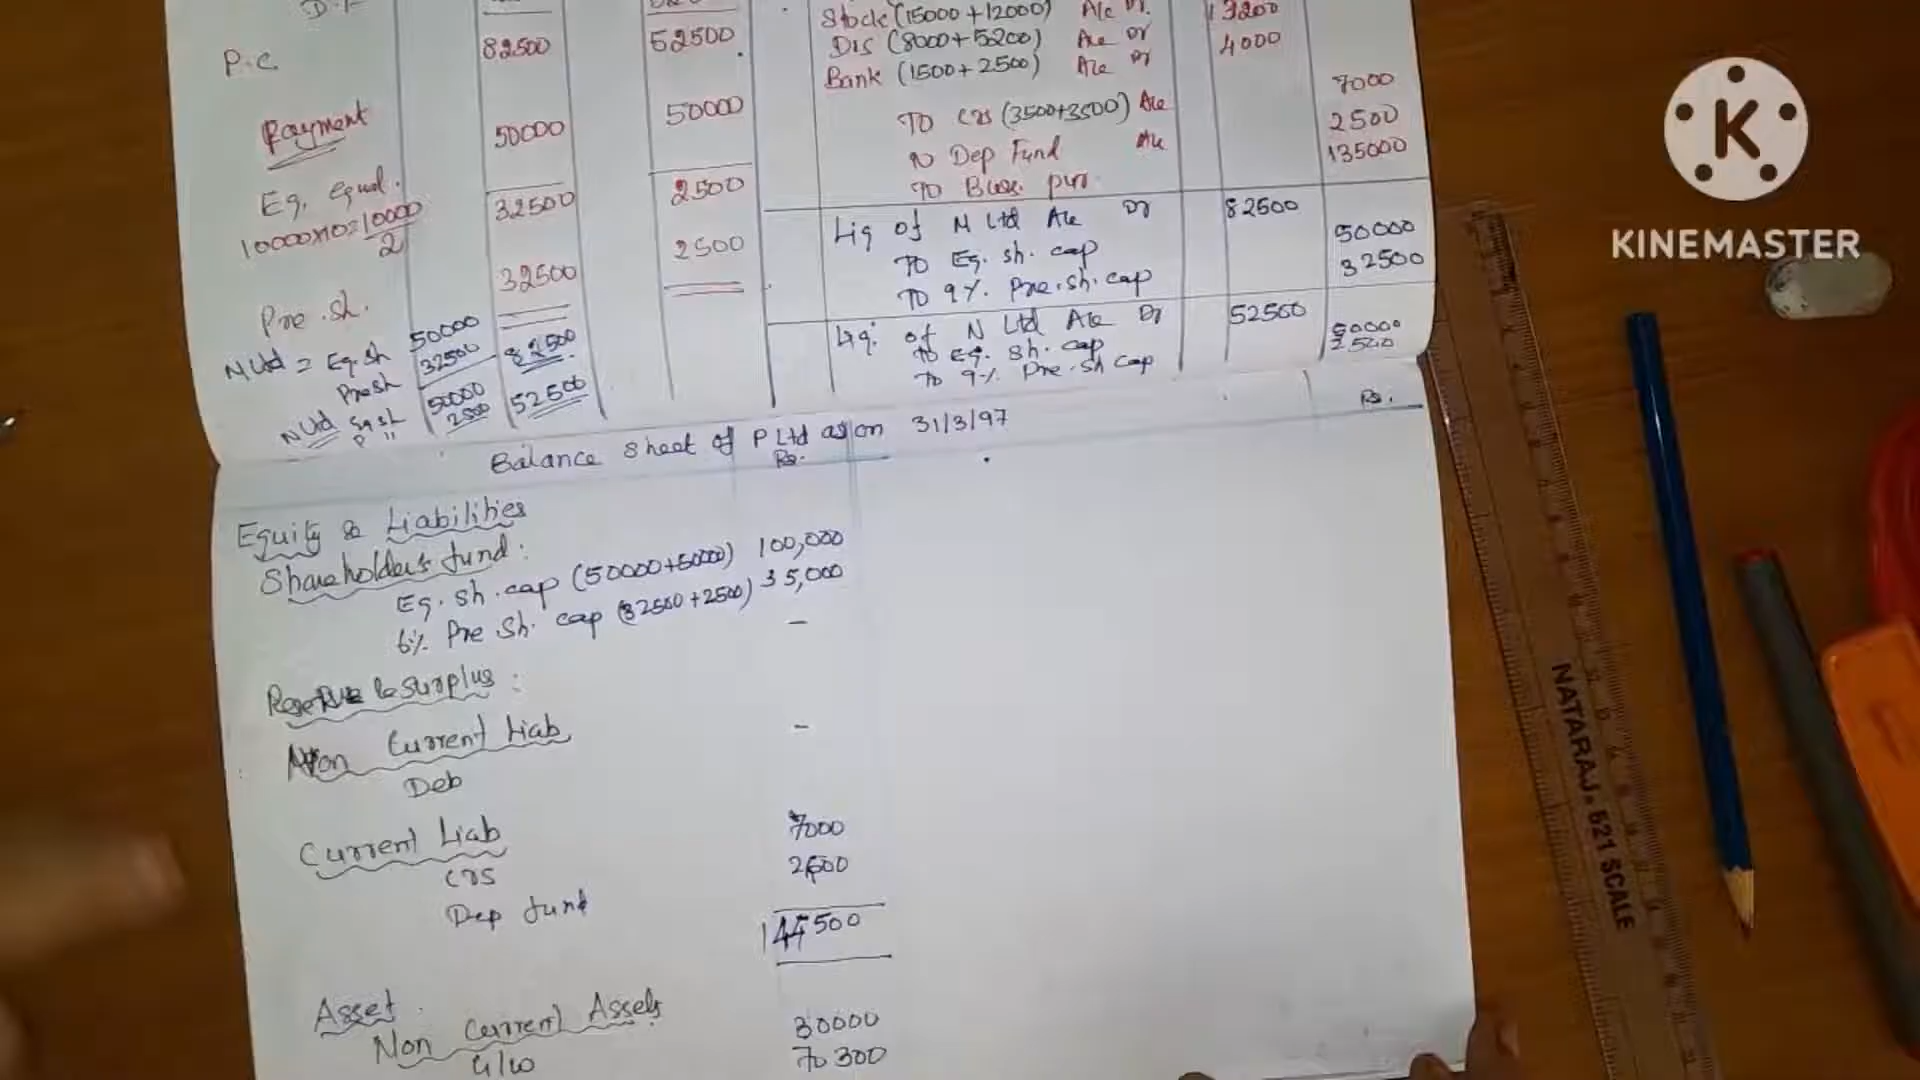 P.C 82500 52500
Payment
Eq. equal. 50000 50000
10000x10=10000
2
32500 2500
Pre.sh. 32500 2500
N Ltd = Eq.sh 50000
Presh 32500 82500
N Ltd Eq sh 50000
P " 2500 52500
Stock (15000+12000) A/c Dr.
Drs (8000+5200) A/c Dr 13200
Bank (1500+2500) A/c Dr 4000
To Crs (3500+3500) A/c 7000
To Dep Fund A/c 2500
To Bus. pur 135000
Liq of N Ltd A/c Dr 82500
To Eq. sh. cap 50000
To 9% Pre.sh.cap 32500
Liq. of N Ltd A/c Dr 52500
To Eq. sh. cap 50000
To 9% Pre.sh cap 2500
Balance Sheet of P Ltd as on 31/3/97
Rs. Rs.
Equity & Liabilities
Shareholder's fund:
Eq. sh. cap (50000+50000) 100,000
6% Pre Sh. cap (32500+2500) 35,000
Reserve & Surplus: -
Non Current Liab
Deb -
Current Liab
Crs 7000
Dep fund 2500
144500
Asset.
Non Current Assets
G/W 30000
70300
KINEMASTER
NATARAJ 621 SCALE